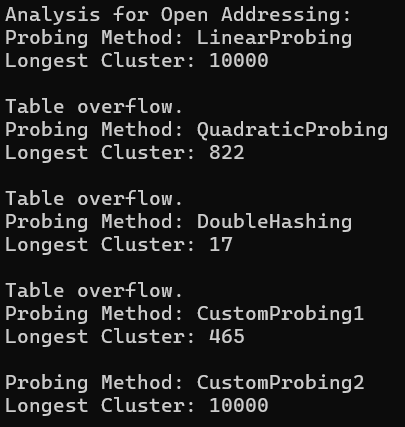 Analysis for Open Addressing:
Probing Method: LinearProbing
Longest Cluster: 10000
Table overflow.
Probing Method: QuadraticProbing
Longest Cluster: 822
Table overflow.
Probing Method: DoubleHashing
Longest Cluster: 17
Table overflow.
Probing Method: CustomProbing1
Longest Cluster: 465
Probing Method: CustomProbing2
Longest Cluster: 10000